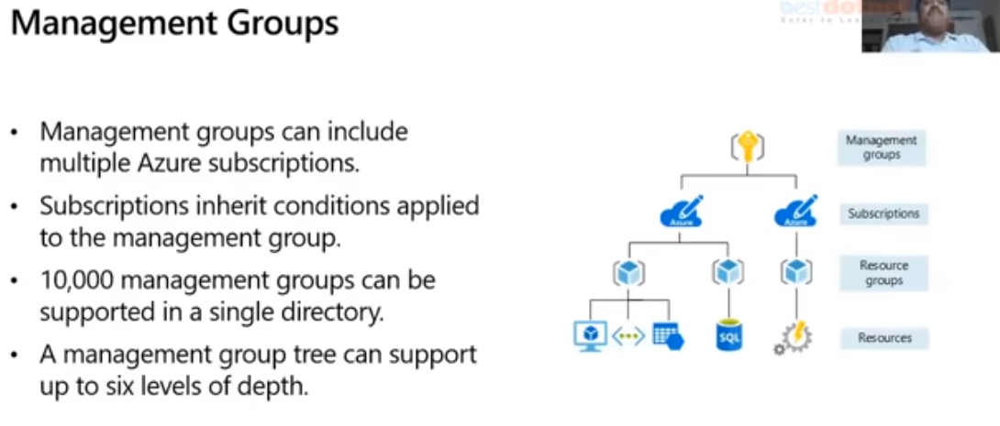 Management Groups
bestdotnet
• Management groups can include
multiple Azure subscriptions.
• Subscriptions inherit conditions applied
to the management group.
• 10,000 management groups can be
supported in a single directory.
• A management group tree can support
up to six levels of depth.
Management
groups
Azure
Azure
Subscriptions
Resource
groups
SQL
Resources